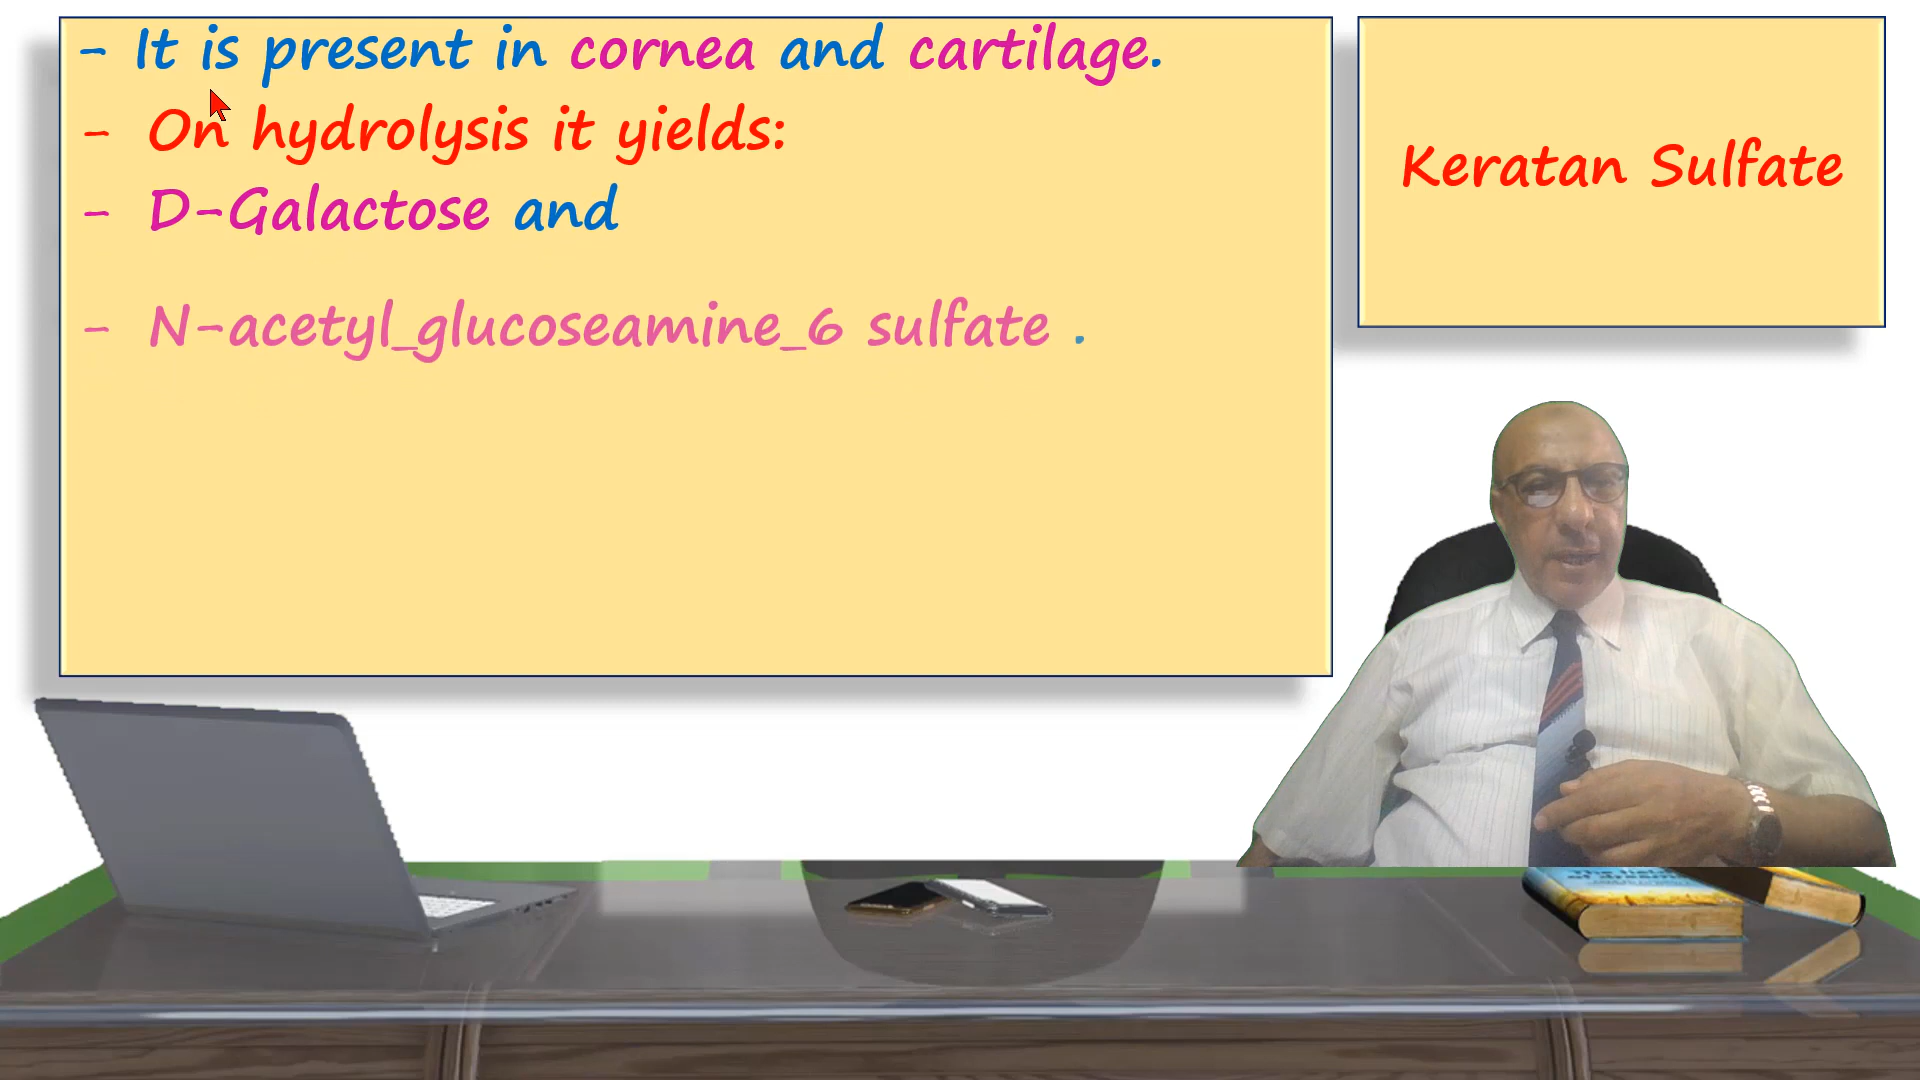 - It is present in cornea and cartilage.
- On hydrolysis it yields:
- D-Galactose and
- N-acetyl_glucoseamine_6 sulfate .
Keratan Sulfate